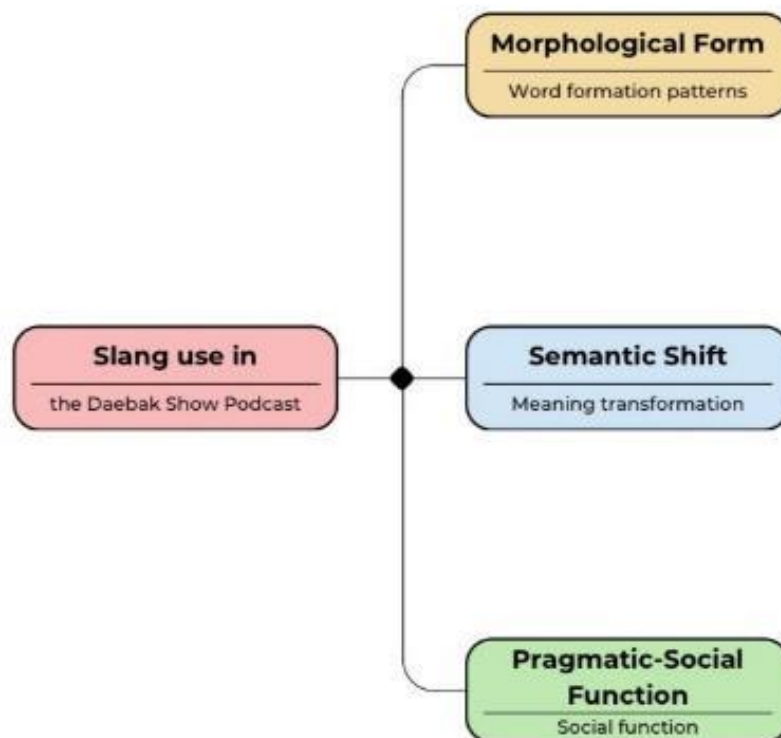 Morphological Form
Word formation patterns
Slang use in
the Daebak Show Podcast
Semantic Shift
Meaning transformation
Pragmatic-Social
Function
Social function